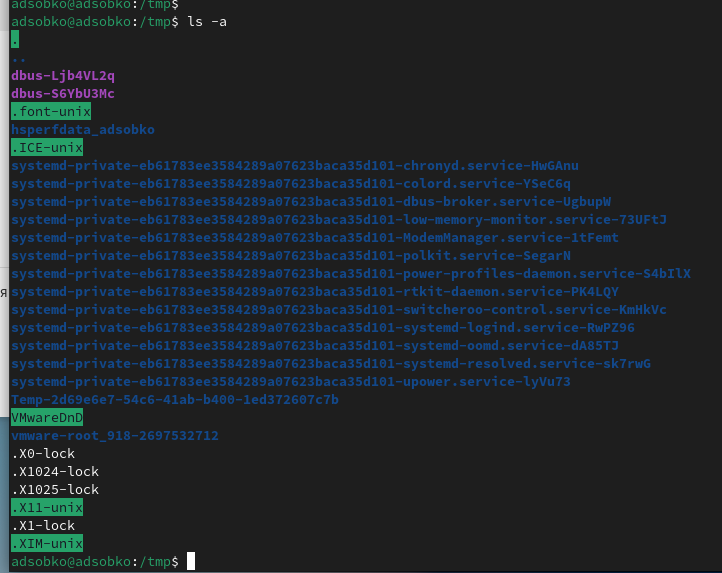 adsobko@adsobko:/tmp$
adsobko@adsobko:/tmp$ ls -a
.
..
dbus-Ljb4VL2q
dbus-S6YbU3Mc
.font-unix
hsperfdata_adsobko
.ICE-unix
systemd-private-eb61783ee3584289a07623baca35d101-chronyd.service-HwGAnu
systemd-private-eb61783ee3584289a07623baca35d101-colord.service-YSeC6q
systemd-private-eb61783ee3584289a07623baca35d101-dbus-broker.service-UgbupW
systemd-private-eb61783ee3584289a07623baca35d101-low-memory-monitor.service-73UFtJ
systemd-private-eb61783ee3584289a07623baca35d101-ModemManager.service-1tFemt
systemd-private-eb61783ee3584289a07623baca35d101-polkit.service-SegarN
systemd-private-eb61783ee3584289a07623baca35d101-power-profiles-daemon.service-S4bIlX
я
systemd-private-eb61783ee3584289a07623baca35d101-rtkit-daemon.service-PK4LQY
systemd-private-eb61783ee3584289a07623baca35d101-switcheroo-control.service-KmHkVc
systemd-private-eb61783ee3584289a07623baca35d101-systemd-logind.service-RwPZ96
systemd-private-eb61783ee3584289a07623baca35d101-systemd-oomd.service-dA85TJ
systemd-private-eb61783ee3584289a07623baca35d101-systemd-resolved.service-sk7rwG
systemd-private-eb61783ee3584289a07623baca35d101-upower.service-lyVu73
Temp-2d69e6e7-54c6-41ab-b400-1ed372607c7b
VMwareDnD
vmware-root_918-2697532712
.X0-lock
.X1024-lock
.X1025-lock
.X11-unix
.X1-lock
.XIM-unix
adsobko@adsobko:/tmp$